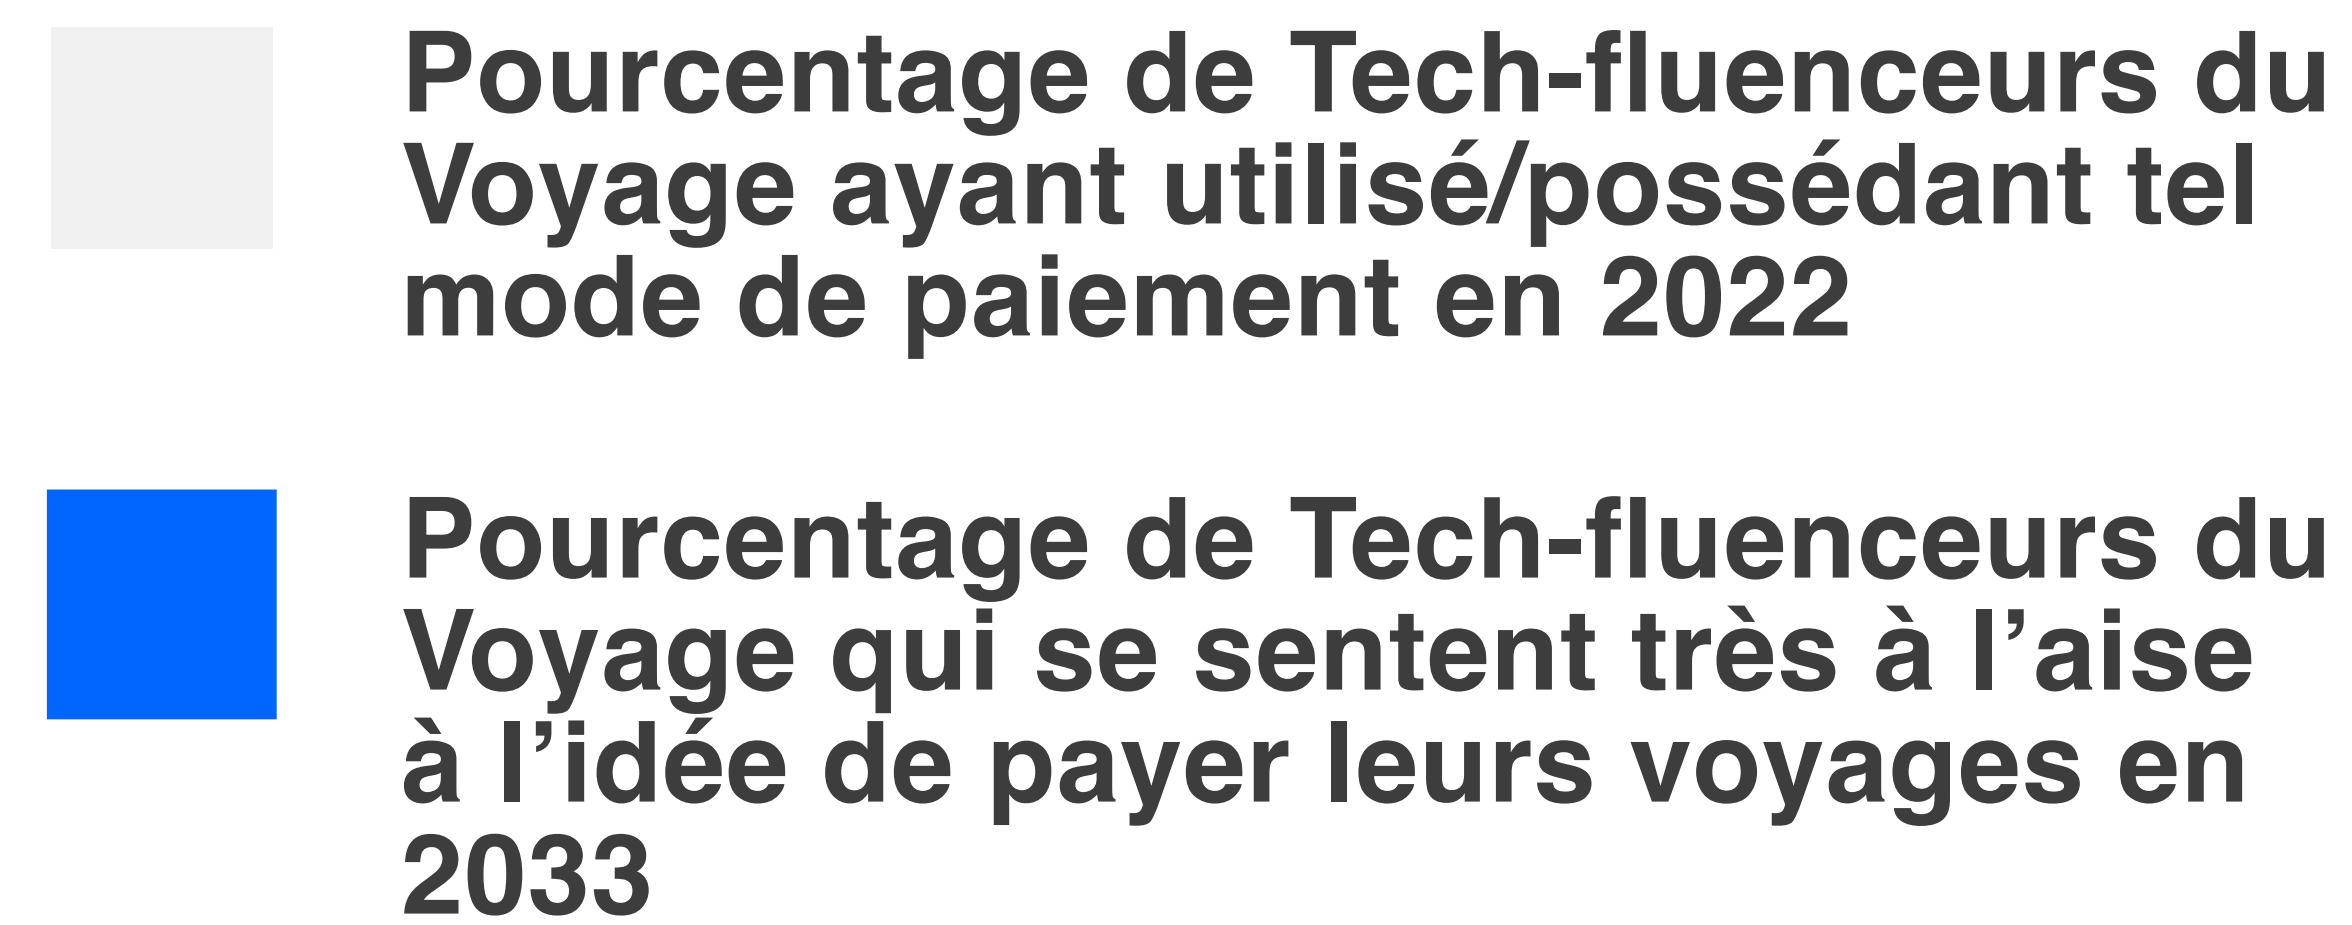 Pourcentage de Tech-fluenceurs du
Voyage ayant utilisé/possédant tel
mode de paiement en 2022
Pourcentage de Tech-fluenceurs du
Voyage qui se sentent très à l’aise
à l’idée de payer leurs voyages en
2033